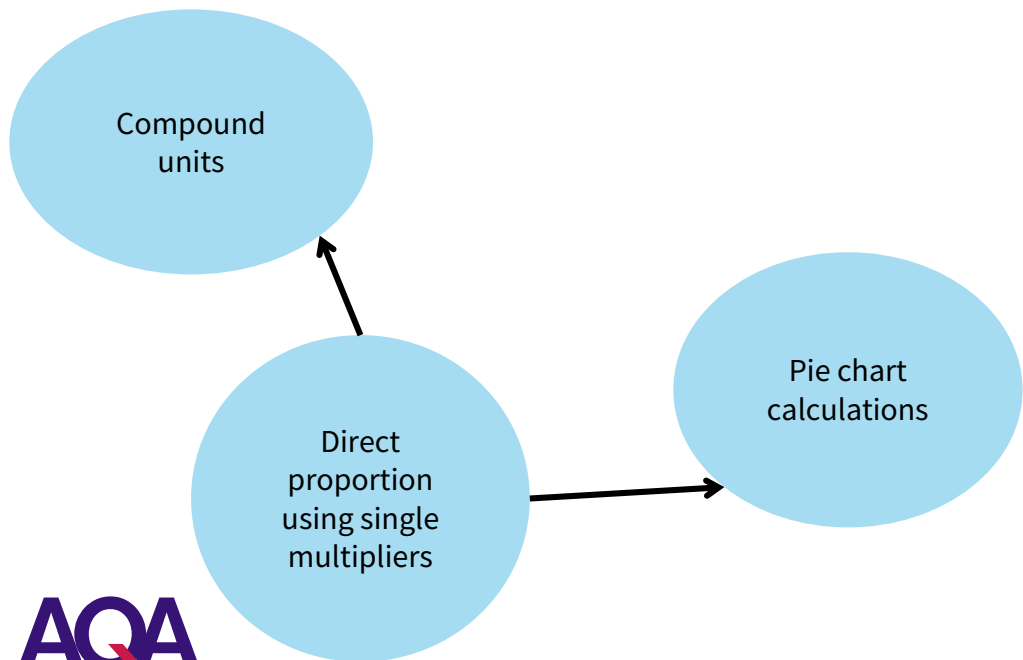 Compound
units
Pie chart
calculations
Direct
proportion
using single
multipliers
AQA